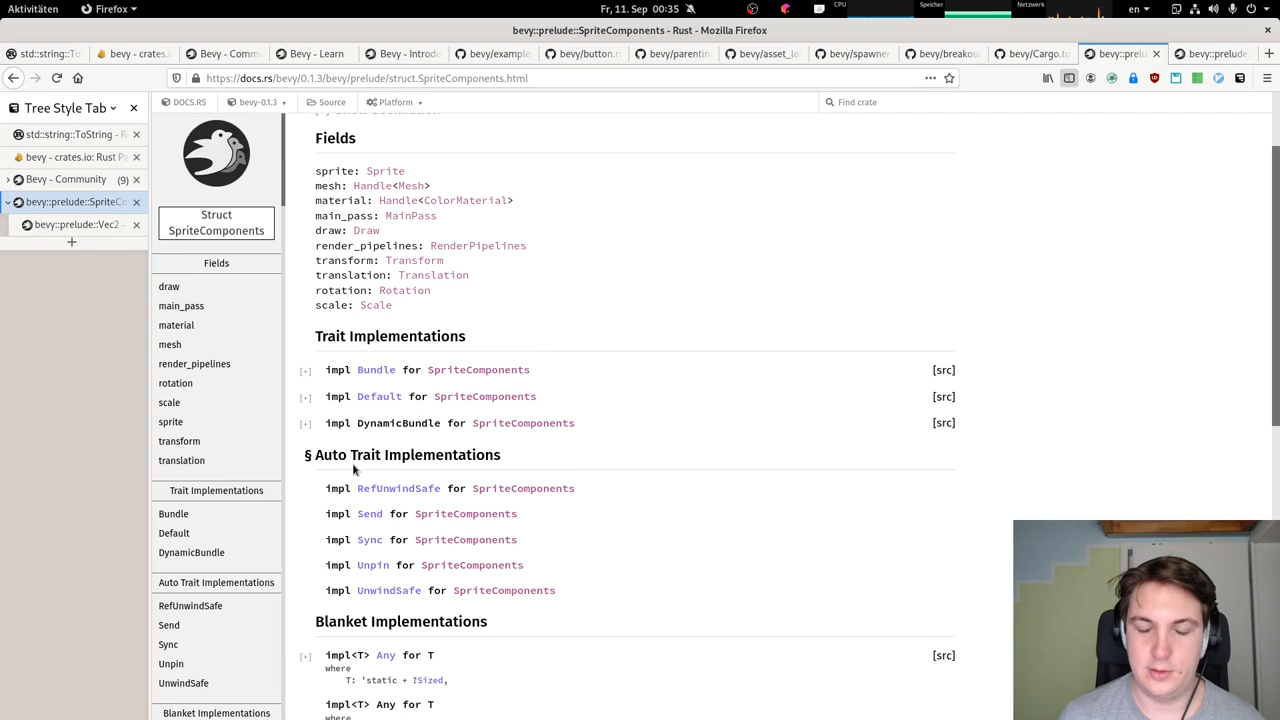 Aktivitäten
Firefox
Fr, 11. Sep 00:35
CPU
Speicher
Netzwerk
en
bevy::prelude::SpriteComponents - Rust - Mozilla Firefox
std::string::ToS
bevy - crates.i
Bevy - Commu
Bevy - Learn
Bevy - Introdu
bevy/example
bevy/button.r
bevy/parentin
bevy/asset_lo
bevy/spawner
bevy/breakou
bevy/Cargo.to
bevy::prelu
bevy::prelude
https://docs.rs/bevy/0.1.3/bevy/prelude/struct.SpriteComponents.html
Tree Style Tab
std::string::ToString - R
bevy - crates.io: Rust Pa
Bevy - Community (9)
bevy::prelude::SpriteCo
bevy::prelude::Vec2 -
DOCS.RS
bevy-0.1.3
Source
Platform
Find crate
Struct
SpriteComponents
Fields
draw
main_pass
material
mesh
render_pipelines
rotation
scale
sprite
transform
translation
Trait Implementations
Bundle
Default
DynamicBundle
Auto Trait Implementations
RefUnwindSafe
Send
Sync
Unpin
UnwindSafe
Blanket Implementations
Fields
sprite: Sprite
mesh: Handle<Mesh>
material: Handle<ColorMaterial>
main_pass: MainPass
draw: Draw
render_pipelines: RenderPipelines
transform: Transform
translation: Translation
rotation: Rotation
scale: Scale
Trait Implementations
[+] impl Bundle for SpriteComponents [src]
[+] impl Default for SpriteComponents [src]
[+] impl DynamicBundle for SpriteComponents [src]
§ Auto Trait Implementations
impl RefUnwindSafe for SpriteComponents
impl Send for SpriteComponents
impl Sync for SpriteComponents
impl Unpin for SpriteComponents
impl UnwindSafe for SpriteComponents
Blanket Implementations
[+] impl<T> Any for T [src]
where
T: 'static + ?Sized,
impl<T> Any for T
where